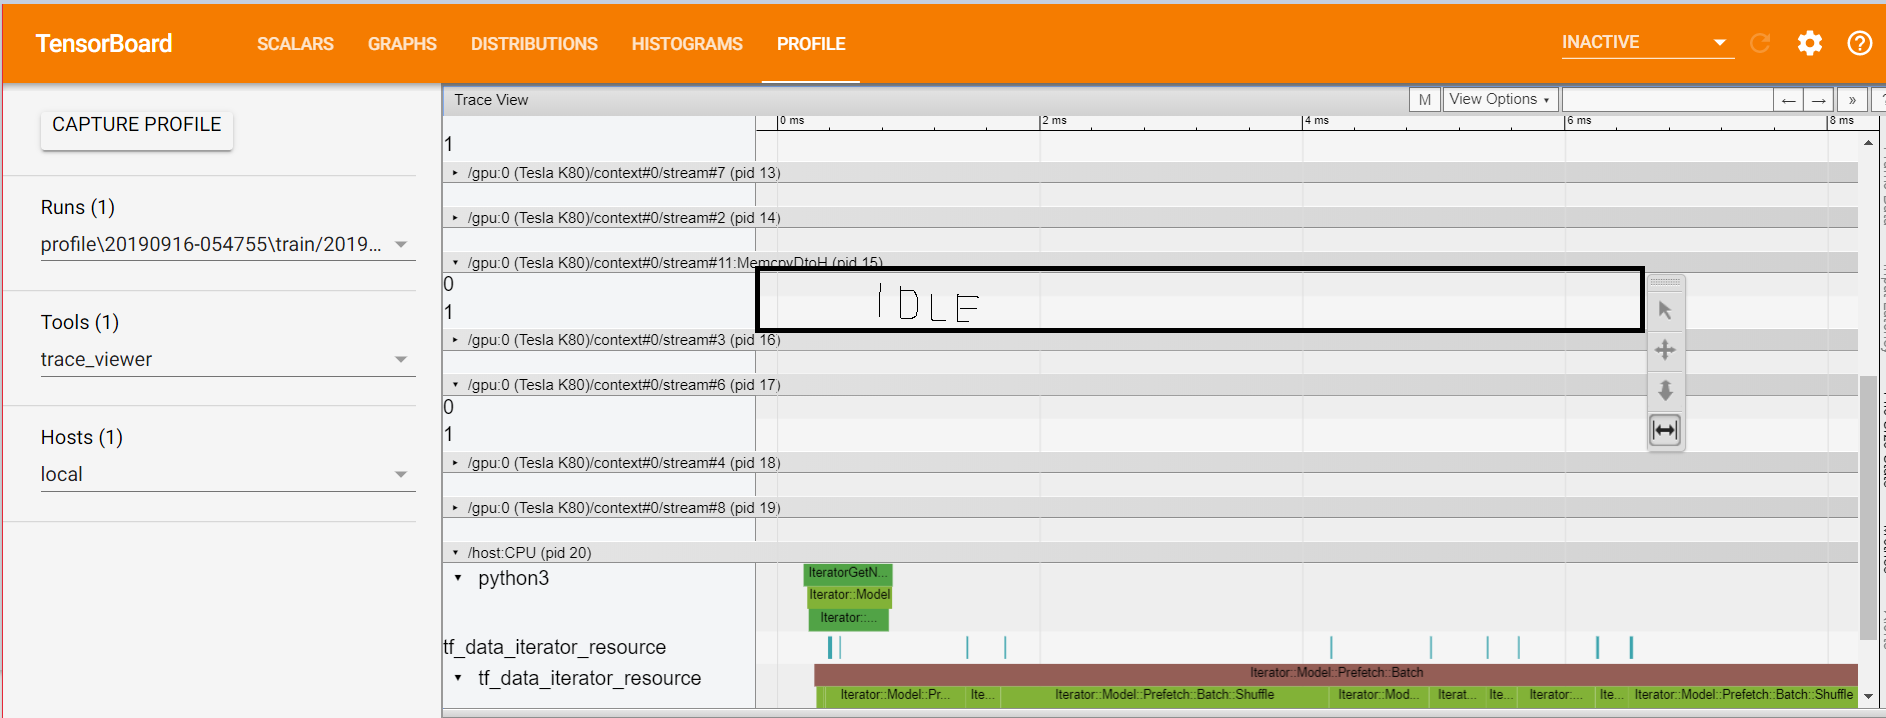 TensorBoard SCALARS GRAPHS DISTRIBUTIONS HISTOGRAMS PROFILE INACTIVE
CAPTURE PROFILE
Runs (1)
profile\20190916-054755\train/2019...
Tools (1)
trace_viewer
Hosts (1)
local
Trace View M View Options ← → » ?
0 ms 2 ms 4 ms 6 ms 8 ms
1
/gpu:0 (Tesla K80)/context#0/stream#7 (pid 13)
/gpu:0 (Tesla K80)/context#0/stream#2 (pid 14)
/gpu:0 (Tesla K80)/context#0/stream#11:MemcpyDtoH (pid 15)
0
IDLE
1
/gpu:0 (Tesla K80)/context#0/stream#3 (pid 16)
/gpu:0 (Tesla K80)/context#0/stream#6 (pid 17)
0
1
/gpu:0 (Tesla K80)/context#0/stream#4 (pid 18)
/gpu:0 (Tesla K80)/context#0/stream#8 (pid 19)
/host:CPU (pid 20)
python3
IteratorGetN...
Iterator::Model
Iterator::...
tf_data_iterator_resource
tf_data_iterator_resource
Iterator::Model::Prefetch::Batch
Iterator::Model::Pr... Ite... Iterator::Model::Prefetch::Batch::Shuffle Iterator::Mod... Iterat... Ite... Iterator:... Ite... Iterator::Model::Prefetch::Batch::Shuffle